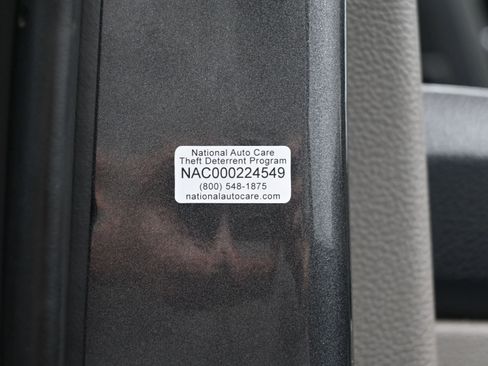 National Auto Care
Theft Deterrent Program
NAC000224549
(800) 548-1875
nationalautocare.com